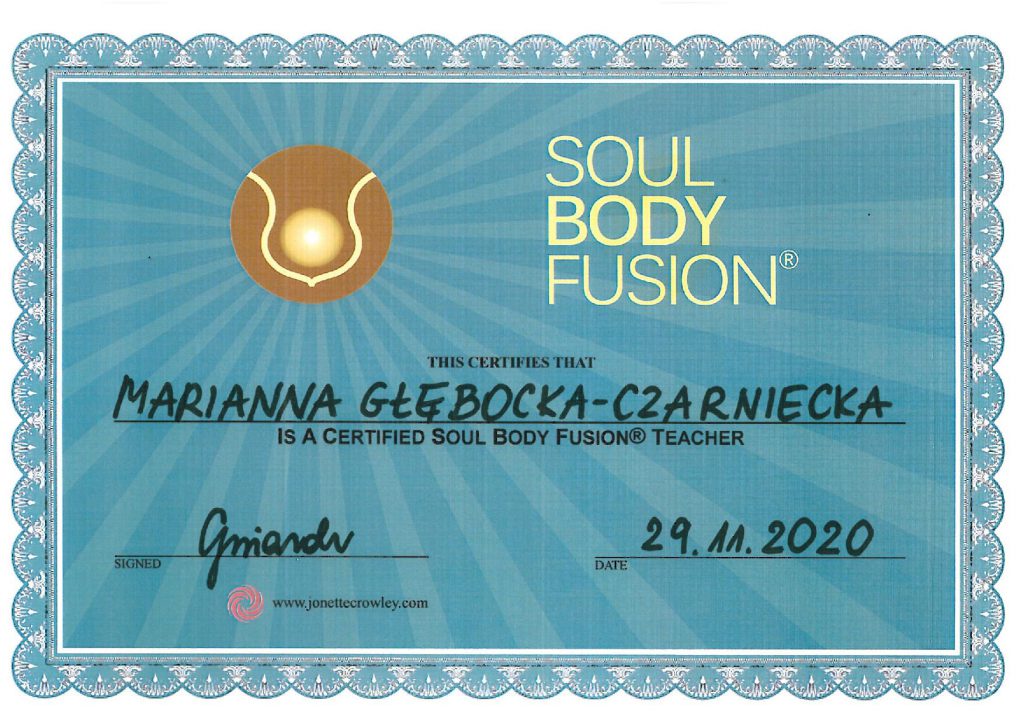 SOUL
BODY
FUSION®
THIS CERTIFIES THAT
MARIANNA GŁĘBOCKA-CZARNIECKA
IS A CERTIFIED SOUL BODY FUSION® TEACHER
29.11.2020
SIGNED
DATE
www.jonettecrowley.com